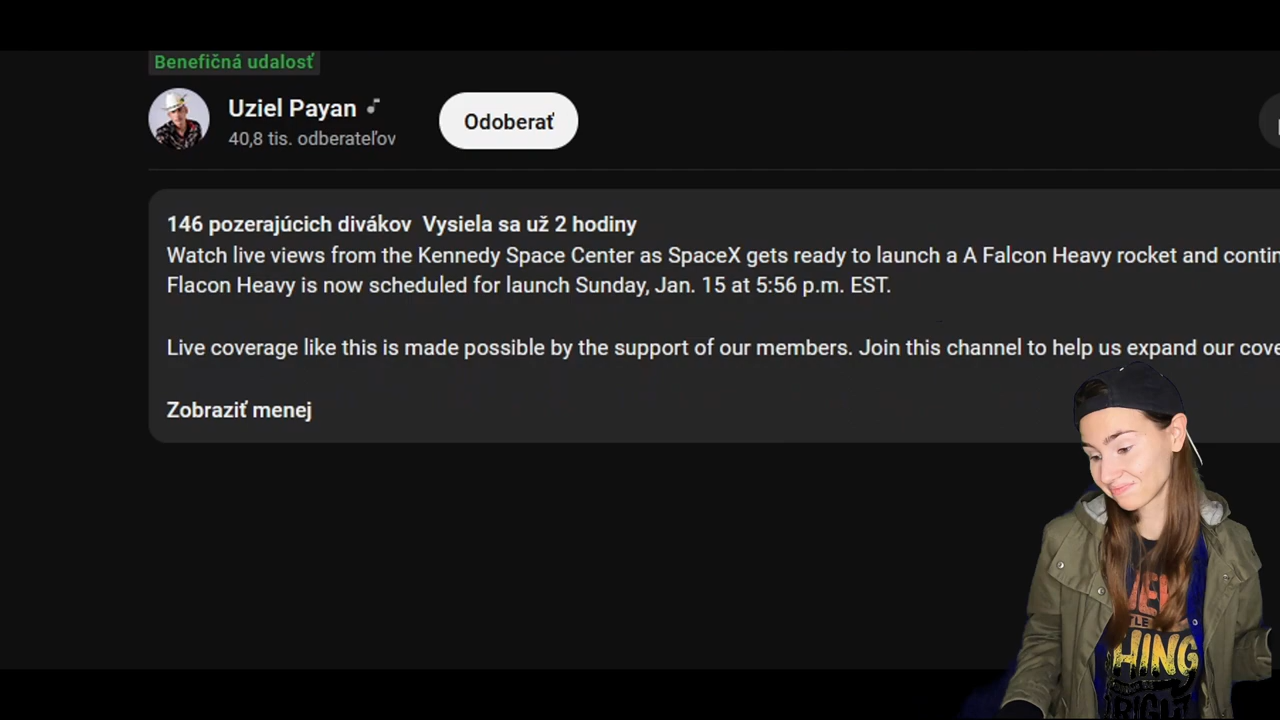 Benefičná udalosť
Uziel Payan
Odoberať
40,8 tis. odberateľov
146 pozerajúcich divákov Vysiela sa už 2 hodiny
Watch live views from the Kennedy Space Center as SpaceX gets ready to launch a A Falcon Heavy rocket and contin
Flacon Heavy is now scheduled for launch Sunday, Jan. 15 at 5:56 p.m. EST.
Live coverage like this is made possible by the support of our members. Join this channel to help us expand our cove
Zobraziť menej
HING